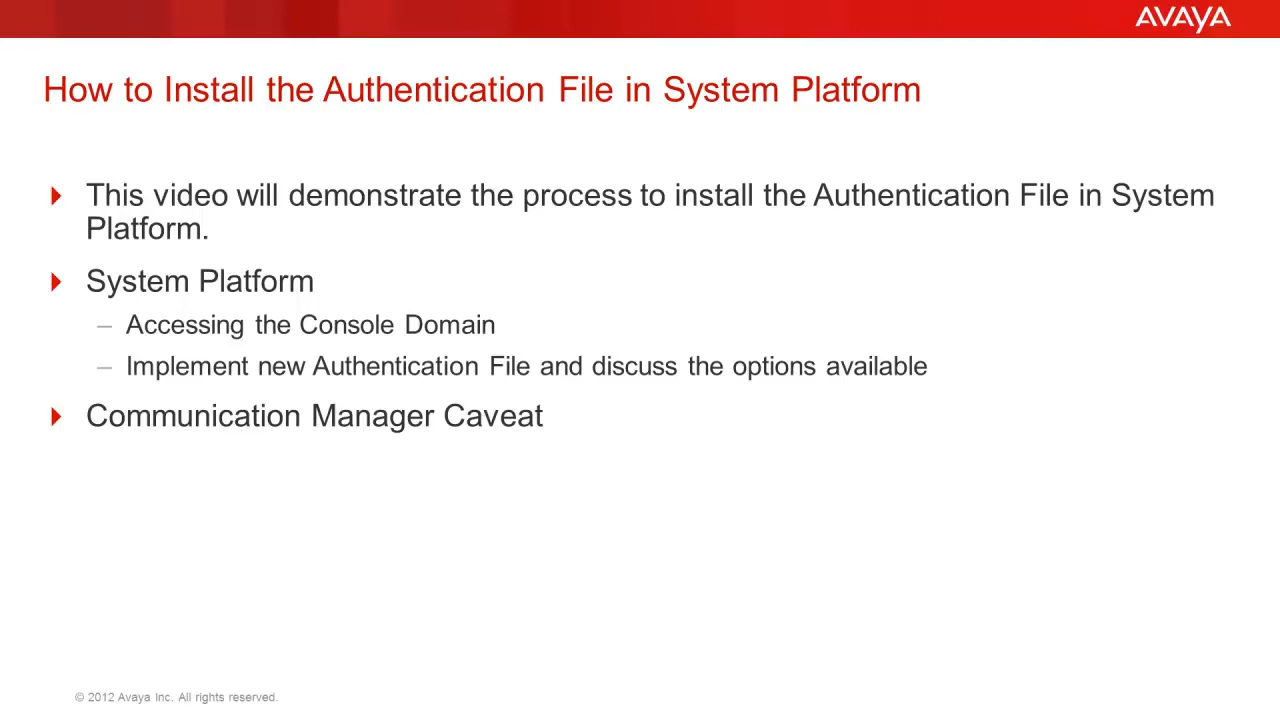 AVAYA
How to Install the Authentication File in System Platform
This video will demonstrate the process to install the Authentication File in System
Platform.
System Platform
– Accessing the Console Domain
– Implement new Authentication File and discuss the options available
Communication Manager Caveat
© 2012 Avaya Inc. All rights reserved.